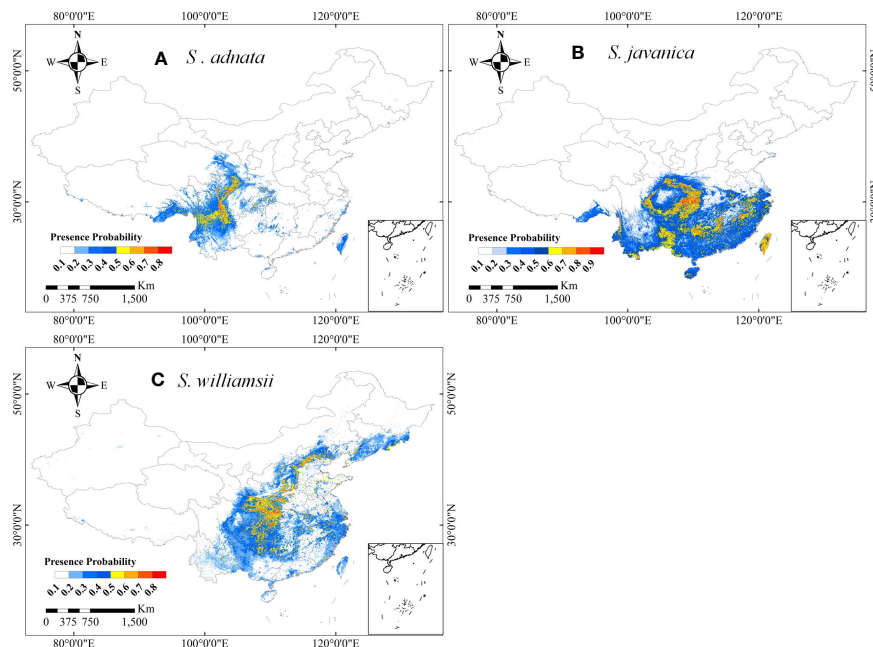 80°0'0"E 100°0'0"E 120°0'0"E
N
W E
S
A S . adnata
50°0'0"N
30°0'0"N
Presence Probability
0.1 0.2 0.3 0.4 0.5 0.6 0.7 0.8
Km
0 375 750 1,500
80°0'0"E 100°0'0"E 120°0'0"E
80°0'0"E 100°0'0"E 120°0'0"E
N
W E
S
B S. javanica
Presence Probability
0.1 0.2 0.3 0.4 0.5 0.6 0.7 0.8 0.9
Km
0 375 750 1,500
80°0'0"E 100°0'0"E 120°0'0"E
N
W E
S
C S. williamsii
50°0'0"N
30°0'0"N
50°0'0"N
30°0'0"N
Presence Probability
0.1 0.2 0.3 0.4 0.5 0.6 0.7 0.8
Km
0 375 750 1,500
80°0'0"E 100°0'0"E 120°0'0"E